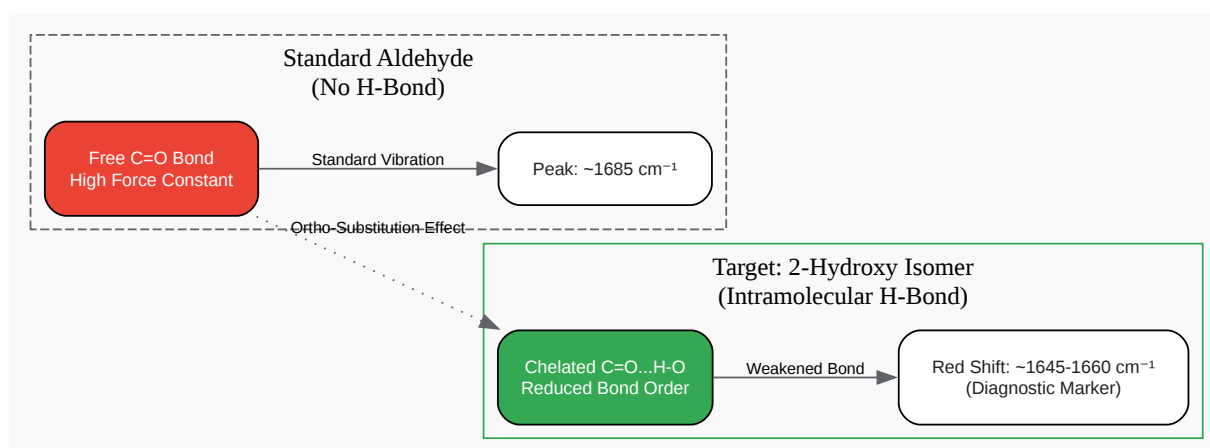 Standard Aldehyde
(No H-Bond)
Free C=O Bond
High Force Constant
Standard Vibration
Peak: ~1685 cm⁻¹
Ortho-Substitution Effect
Target: 2-Hydroxy Isomer
(Intramolecular H-Bond)
Chelated C=O...H-O
Reduced Bond Order
Weakened Bond
Red Shift: ~1645-1660 cm⁻¹
(Diagnostic Marker)